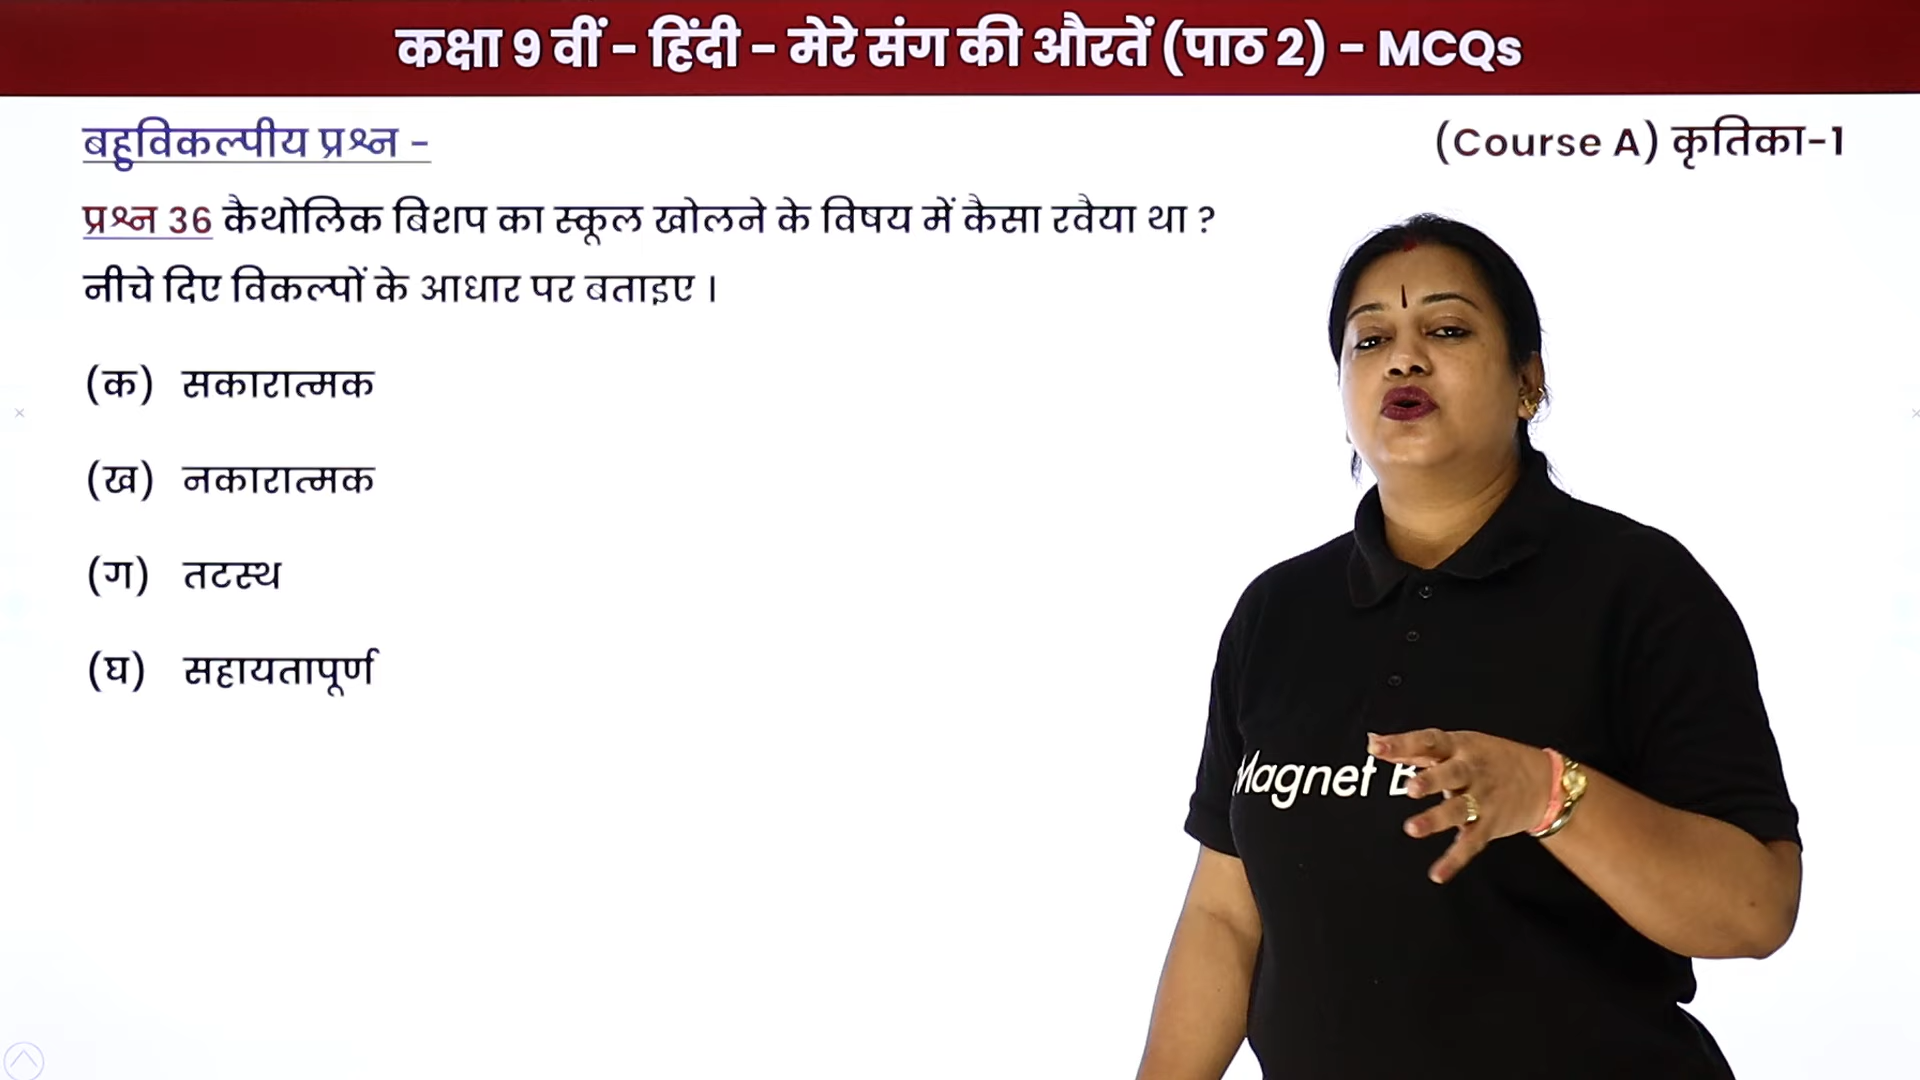 कक्षा 9 वीं - हिंदी - मेरे संग की औरतें (पाठ 2) - MCQs
बहुविकल्पीय प्रश्न -
(Course A) कृतिका-1
प्रश्न 36 कैथोलिक बिशप का स्कूल खोलने के विषय में कैसा रवैया था ?
नीचे दिए विकल्पों के आधार पर बताइए ।
(क) सकारात्मक
(ख) नकारात्मक
(ग) तटस्थ
(घ) सहायतापूर्ण
Magnet B